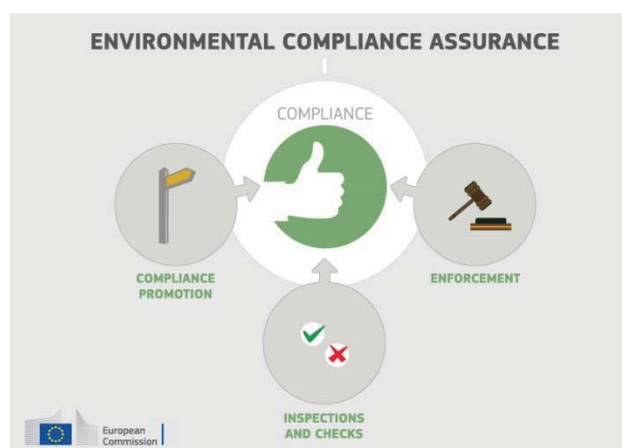 ENVIRONMENTAL COMPLIANCE ASSURANCE
COMPLIANCE
COMPLIANCE
PROMOTION
ENFORCEMENT
INSPECTIONS
AND CHECKS
European
Commission